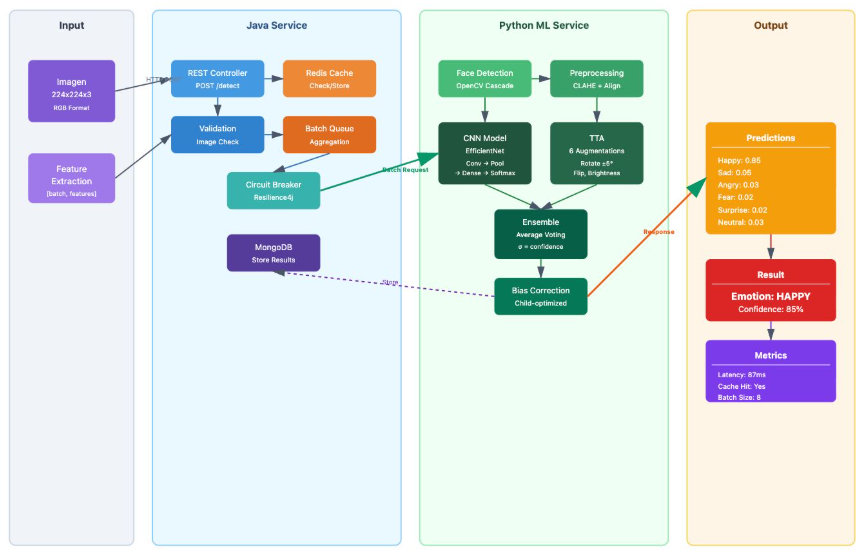 Input
Imagen
224x224x3
RGB Format
Feature
Extraction
[batch, features]
Java Service
REST Controller
POST /detect
Redis Cache
Check/Store
Validation
Image Check
Batch Queue
Aggregation
Circuit Breaker
Resilience4j
MongoDB
Store Results
Batch Request
Store
Python ML Service
Face Detection
OpenCV Cascade
Preprocessing
CLAHE + Align
CNN Model
EfficientNet
Conv → Pool
→ Dense → Softmax
TTA
6 Augmentations
Rotate ±5°
Flip, Brightness
Ensemble
Average Voting
σ = confidence
Bias Correction
Child-optimized
Response
Output
Predictions
Happy: 0.85
Sad: 0.05
Angry: 0.03
Fear: 0.02
Surprise: 0.02
Neutral: 0.03
Result
Emotion: HAPPY
Confidence: 85%
Metrics
Latency: 87ms
Cache Hit: Yes
Batch Size: 8